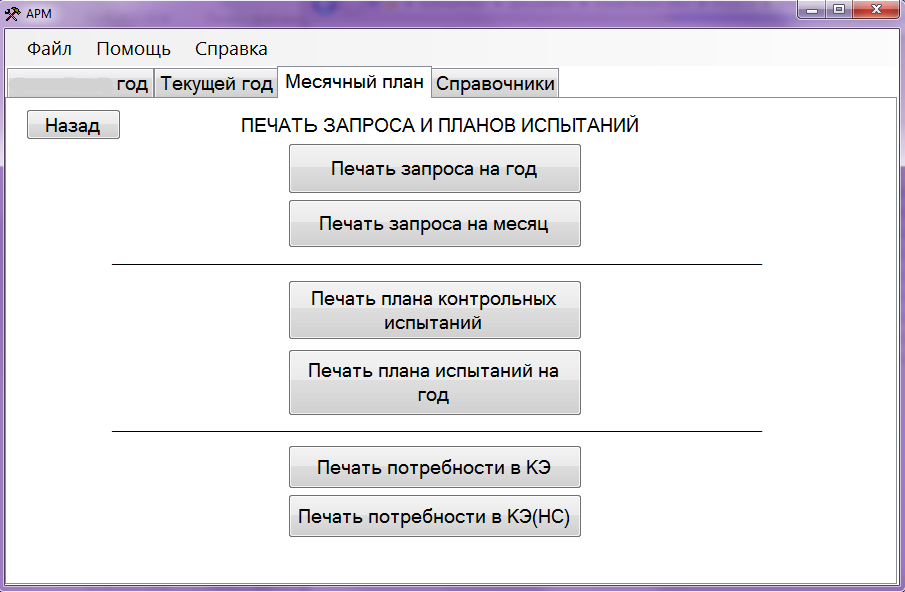 АРМ
Файл Помощь Справка
год Текущей год Месячный план Справочники
Назад
ПЕЧАТЬ ЗАПРОСА И ПЛАНОВ ИСПЫТАНИЙ
Печать запроса на год
Печать запроса на месяц
Печать плана контрольных
испытаний
Печать плана испытаний на
год
Печать потребности в КЭ
Печать потребности в КЭ(НС)